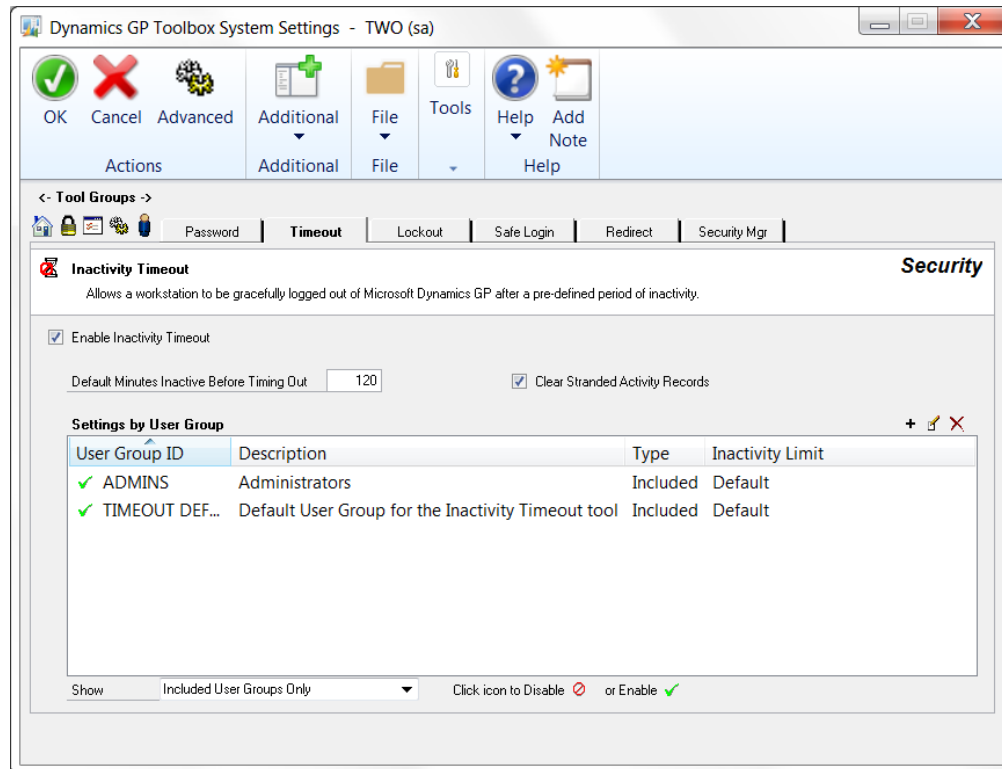 Dynamics GP Toolbox System Settings  -  TWO (sa)
OK Cancel Advanced Additional File Tools Help Add Note
Actions Additional File Help
<- Tool Groups ->
Password Timeout Lockout Safe Login Redirect Security Mgr
Inactivity Timeout Security
Allows a workstation to be gracefully logged out of Microsoft Dynamics GP after a pre-defined period of inactivity.
Enable Inactivity Timeout
Default Minutes Inactive Before Timing Out 120 Clear Stranded Activity Records
Settings by User Group
User Group ID Description Type Inactivity Limit
ADMINS Administrators Included Default
TIMEOUT DEF... Default User Group for the Inactivity Timeout tool Included Default
Show Included User Groups Only Click icon to Disable or Enable